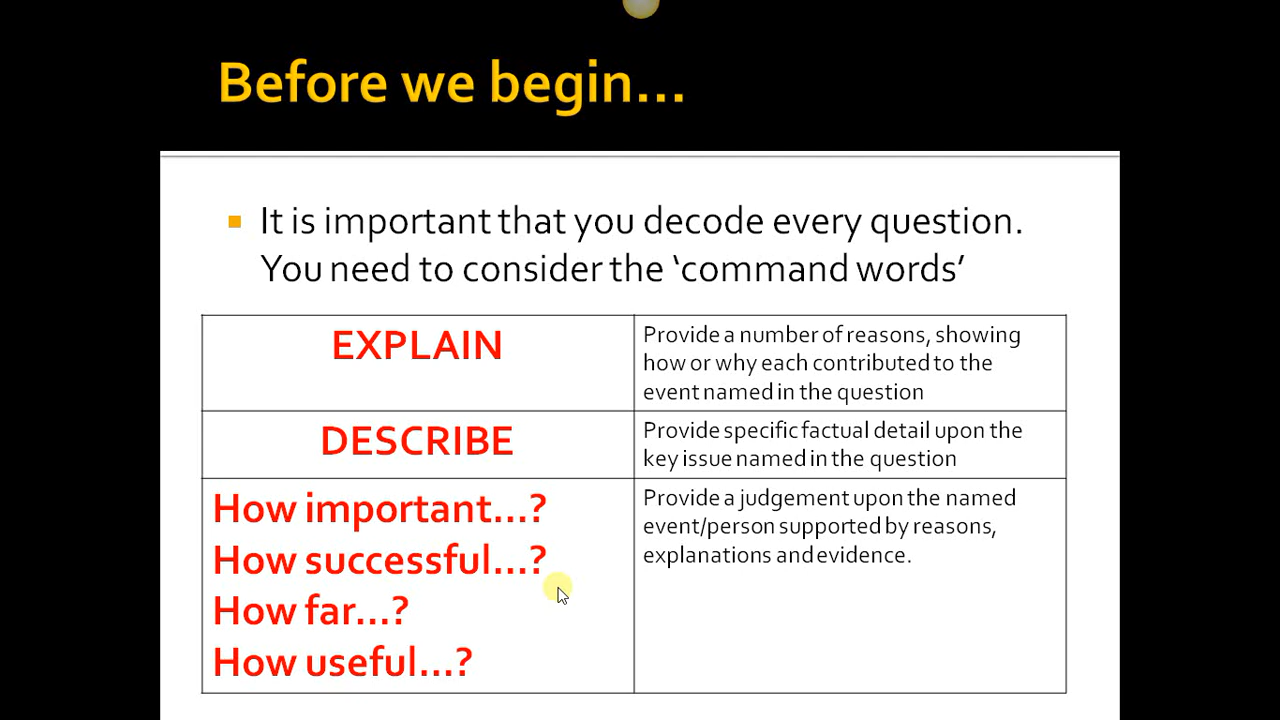 Before we begin...
It is important that you decode every question.
You need to consider the ‘command words’
EXPLAIN
Provide a number of reasons, showing
how or why each contributed to the
event named in the question
DESCRIBE
Provide specific factual detail upon the
key issue named in the question
How important...?
How successful...?
How far...?
How useful...?
Provide a judgement upon the named
event/person supported by reasons,
explanations and evidence.